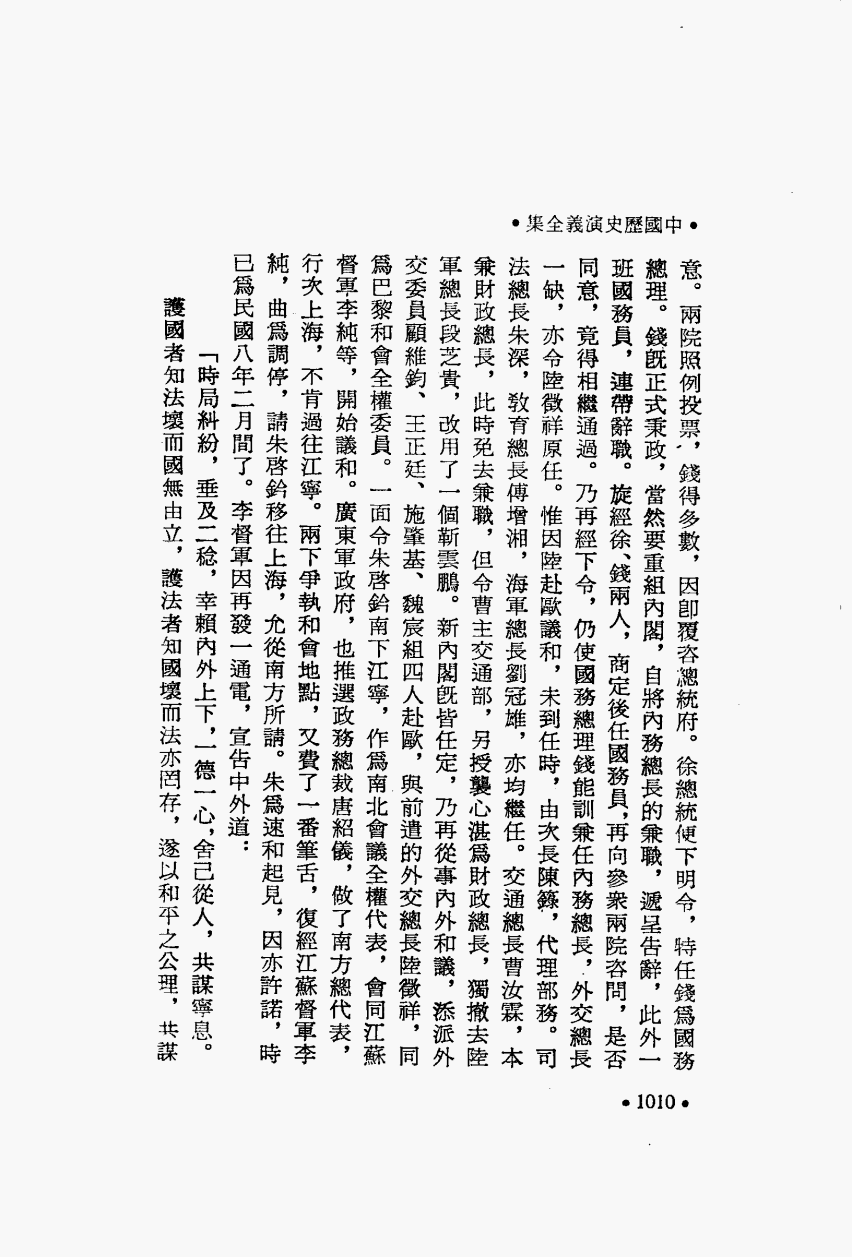 •中國歷史演義全集•
意。兩院照例投票，錢得多數，因卽覆咨總統府。徐總統便下明令，特任錢爲國務
總理。錢旣正式秉政，當然要重組內閣，自將內務總長的兼職，遞呈告辭，此外一
班國務員，連帶辭職。旋經徐、錢兩人，商定後任國務員，再向參衆兩院咨問，是否
同意，竟得相繼通過。乃再經下令，仍使國務總理錢能訓兼任內務總長，外交總長
一缺，亦令陸徵祥原任。惟因陸赴歐議和，未到任時，由次長陳籙，代理部務。司
法總長朱深，敎育總長傅增湘，海軍總長劉冠雄，亦均繼任。交通總長曹汝霖，本
兼財政總長，此時免去兼職，但令曹主交通部，另授龔心湛爲財政總長，獨撤去陸
軍總長段芝貴，改用了一個靳雲鵬。新內閣旣皆任定，乃再從事內外和議，添派外
交委員顧維鈞、王正廷、施肇基、魏宸組四人赴歐，與前遣的外交總長陸徵祥，同
爲巴黎和會全權委員。一面令朱啓鈐南下江寧，作爲南北會議全權代表，會同江蘇
督軍李純等，開始議和。廣東軍政府，也推選政務總裁唐紹儀，做了南方總代表，
行次上海，不肯過往江寧。兩下爭執和會地點，又費了一番筆舌，復經江蘇督軍李
純，曲爲調停，請朱啓鈐移往上海，允從南方所請。朱爲速和起見，因亦許諾，時
已爲民國八年二月間了。李督軍因再發一通電，宣告中外道：
「時局糾紛，垂及二稔，幸賴內外上下，一德一心，舍己從人，共謀寧息。
護國者知法壞而國無由立，護法者知國壞而法亦罔存，遂以和平之公理，共謀
•1010•